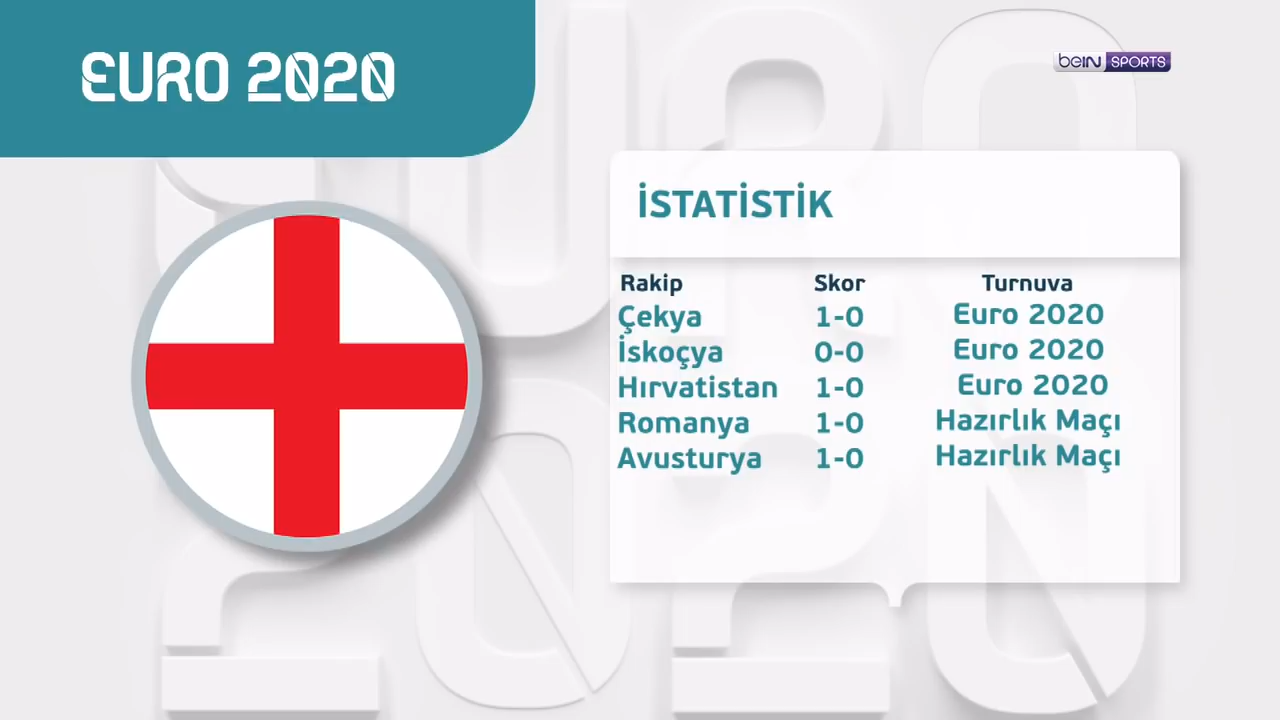 EURO 2020
beIN SPORTS
İSTATİSTİK
Rakip Skor Turnuva
Çekya 1-0 Euro 2020
İskoçya 0-0 Euro 2020
Hırvatistan 1-0 Euro 2020
Romanya 1-0 Hazırlık Maçı
Avusturya 1-0 Hazırlık Maçı